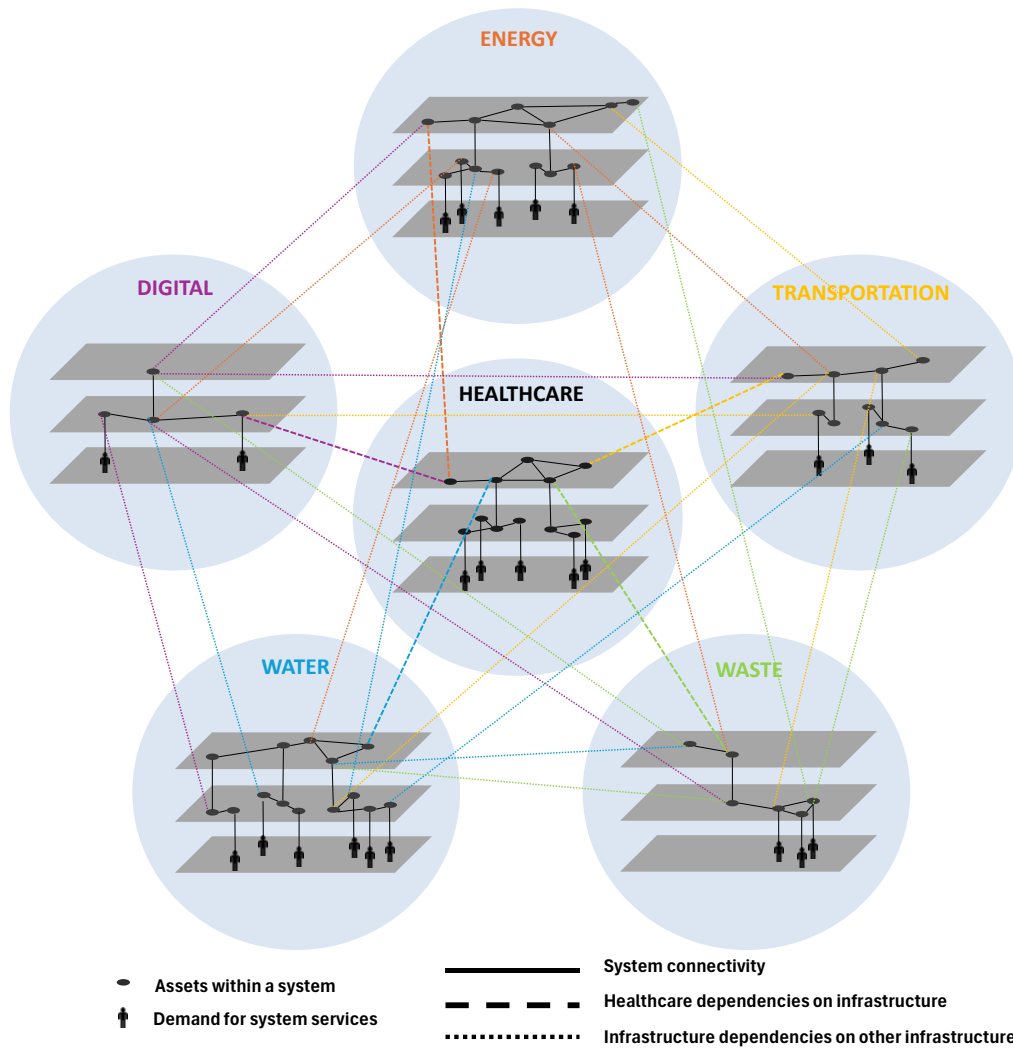 ENERGY
DIGITAL
TRANSPORTATION
HEALTHCARE
WATER
WASTE
Assets within a system
Demand for system services
System connectivity
Healthcare dependencies on infrastructure
Infrastructure dependencies on other infrastructure